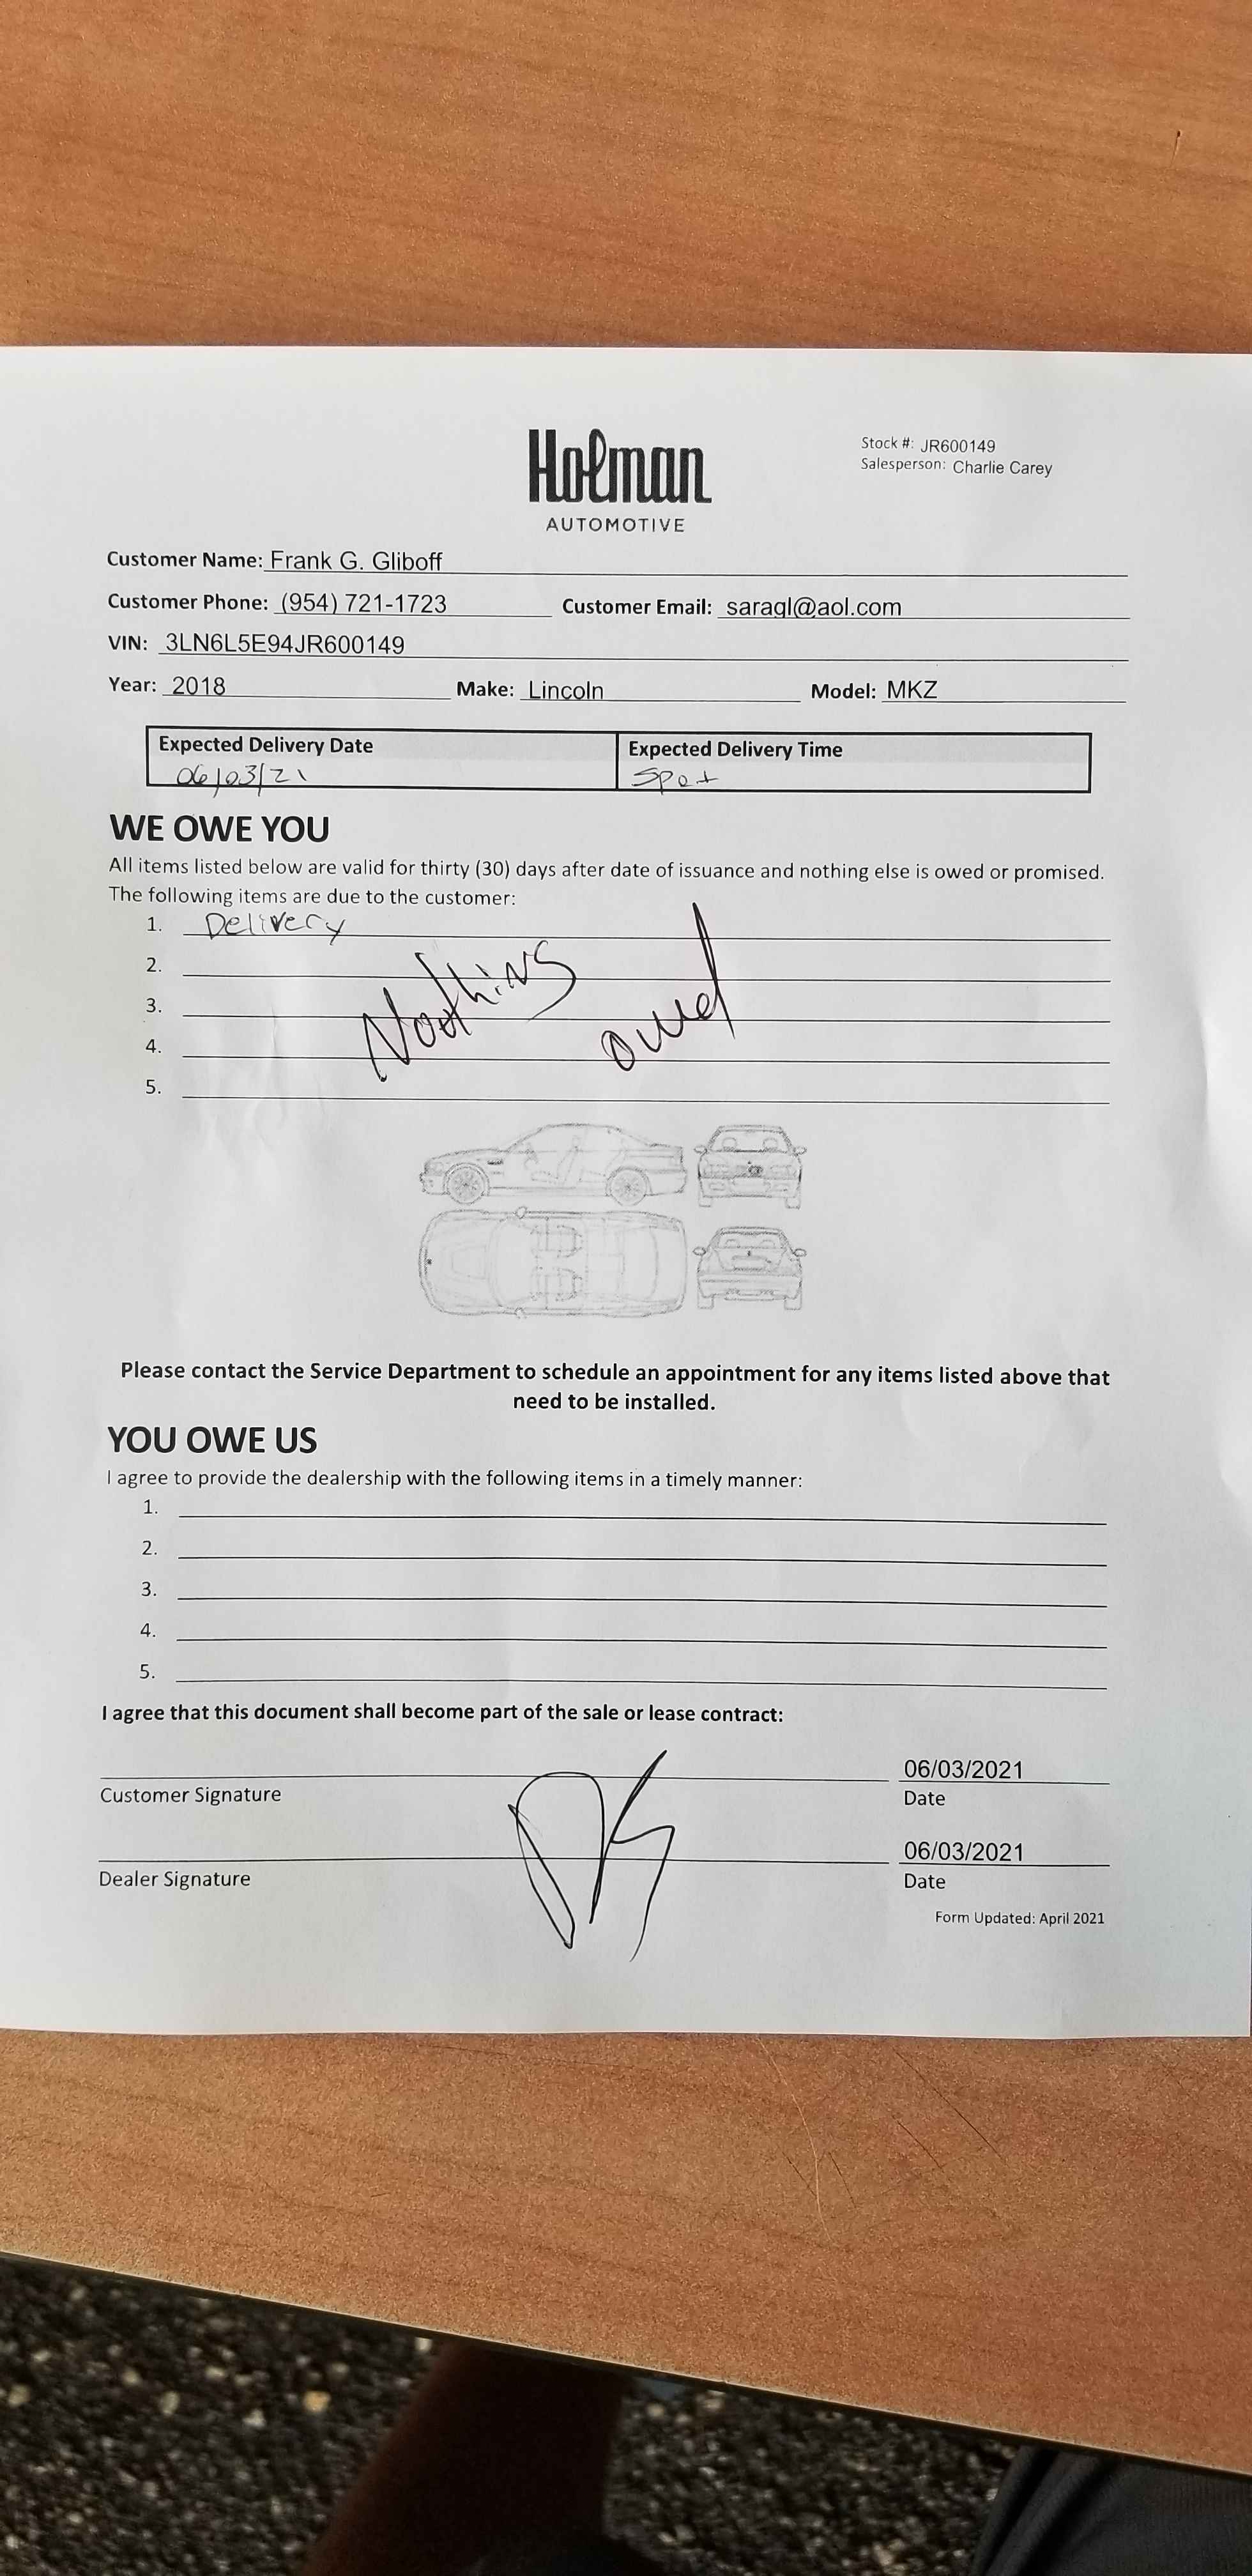 Holman
AUTOMOTIVE
Stock #: JR600149
Salesperson: Charlie Carey
Customer Name: Frank G. Gliboff
Customer Phone: (954) 721-1723 Customer Email: saragl@aol.com
VIN: 3LN6L5E94JR600149
Year: 2018 Make: Lincoln Model: MKZ
Expected Delivery Date Expected Delivery Time
06/03/21 Spot
WE OWE YOU
All items listed below are valid for thirty (30) days after date of issuance and nothing else is owed or promised.
The following items are due to the customer:
1. Delivery
2.
3.
4.
5.
Noothing owed
Please contact the Service Department to schedule an appointment for any items listed above that
need to be installed.
YOU OWE US
I agree to provide the dealership with the following items in a timely manner:
1.
2.
3.
4.
5.
I agree that this document shall become part of the sale or lease contract:
06/03/2021
Customer Signature Date
06/03/2021
Dealer Signature Date
Form Updated: April 2021